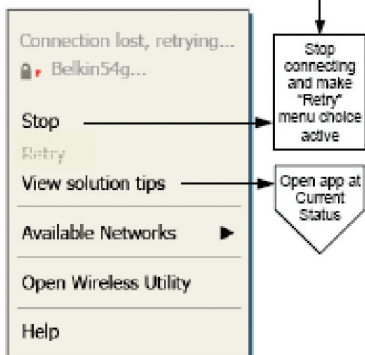 Connection lost, retrying...
r Belkin54g...
Stop
Retry
View solution tips
Available Networks
Open Wireless Utility
Help
Stop
connecting
and make
"Retry"
menu choice
active
Open app at
Current
Status